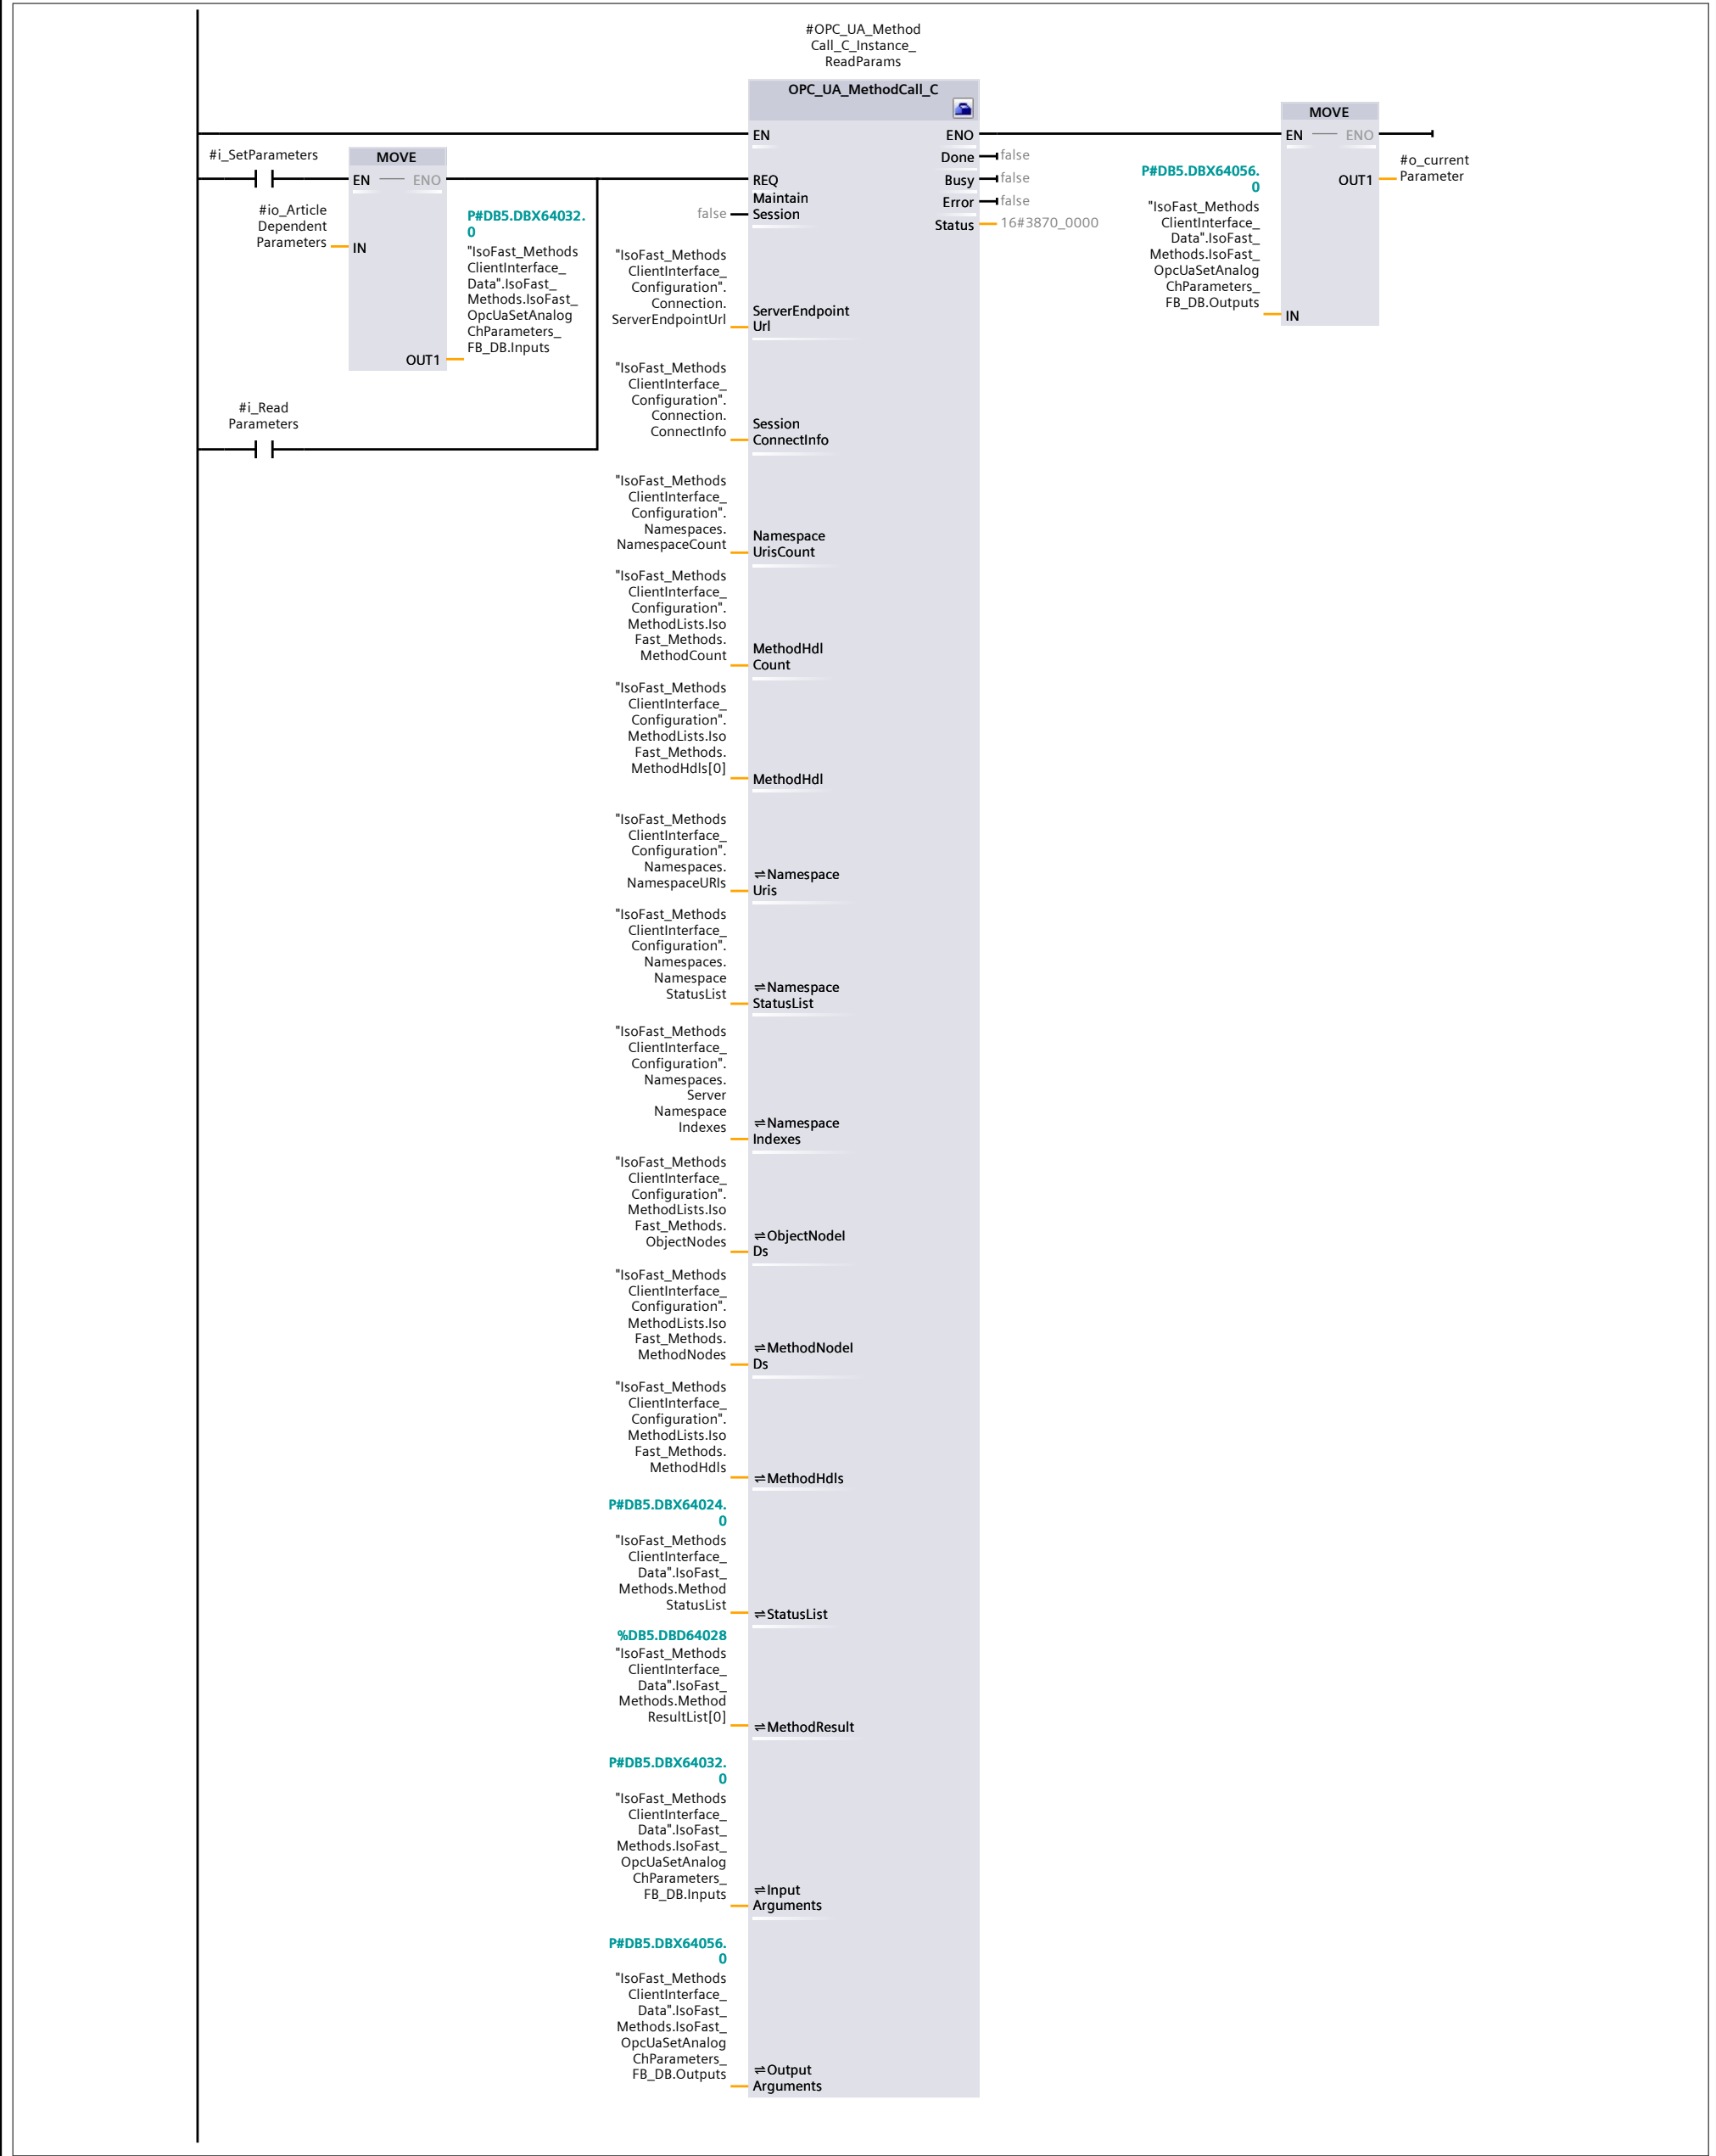 #OPC_UA_Method
Call_C_Instance_
ReadParams
OPC_UA_MethodCall_C
EN
ENO
MOVE
EN
ENO
#i_SetParameters
MOVE
EN
ENO
REQ
Done
false
Busy
false
Error
false
Status
16#3870_0000
P#DB5.DBX64056.
0
"IsoFast_Methods
ClientInterface_
Data".IsoFast_
Methods.IsoFast_
OpcUaSetAnalog
ChParameters_
FB_DB.Outputs
IN
OUT1
#o_current
Parameter
#io_Article
Dependent
Parameters
IN
P#DB5.DBX64032.
0
"IsoFast_Methods
ClientInterface_
Data".IsoFast_
Methods.IsoFast_
OpcUaSetAnalog
ChParameters_
FB_DB.Inputs
OUT1
#i_Read
Parameters
false
Maintain
Session
"IsoFast_Methods
ClientInterface_
Configuration".
Connection.
ServerEndpointUrl
ServerEndpoint
Url
"IsoFast_Methods
ClientInterface_
Configuration".
Connection.
ConnectInfo
Session
ConnectInfo
"IsoFast_Methods
ClientInterface_
Configuration".
Namespaces.
NamespaceCount
Namespace
UrisCount
"IsoFast_Methods
ClientInterface_
Configuration".
MethodLists.Iso
Fast_Methods.
MethodCount
MethodHdl
Count
"IsoFast_Methods
ClientInterface_
Configuration".
MethodLists.Iso
Fast_Methods.
MethodHdls[0]
MethodHdl
"IsoFast_Methods
ClientInterface_
Configuration".
Namespaces.
NamespaceURIs
⇌Namespace
Uris
"IsoFast_Methods
ClientInterface_
Configuration".
Namespaces.
Namespace
StatusList
⇌Namespace
StatusList
"IsoFast_Methods
ClientInterface_
Configuration".
Namespaces.
Server
Namespace
Indexes
⇌Namespace
Indexes
"IsoFast_Methods
ClientInterface_
Configuration".
MethodLists.Iso
Fast_Methods.
ObjectNodes
⇌ObjectNodeI
Ds
"IsoFast_Methods
ClientInterface_
Configuration".
MethodLists.Iso
Fast_Methods.
MethodNodes
⇌MethodNodeI
Ds
"IsoFast_Methods
ClientInterface_
Configuration".
MethodLists.Iso
Fast_Methods.
MethodHdls
⇌MethodHdls
P#DB5.DBX64024.
0
"IsoFast_Methods
ClientInterface_
Data".IsoFast_
Methods.Method
StatusList
⇌StatusList
%DB5.DBD64028
"IsoFast_Methods
ClientInterface_
Data".IsoFast_
Methods.Method
ResultList[0]
⇌MethodResult
P#DB5.DBX64032.
0
"IsoFast_Methods
ClientInterface_
Data".IsoFast_
Methods.IsoFast_
OpcUaSetAnalog
ChParameters_
FB_DB.Inputs
⇌Input
Arguments
P#DB5.DBX64056.
0
"IsoFast_Methods
ClientInterface_
Data".IsoFast_
Methods.IsoFast_
OpcUaSetAnalog
ChParameters_
FB_DB.Outputs
⇌Output
Arguments